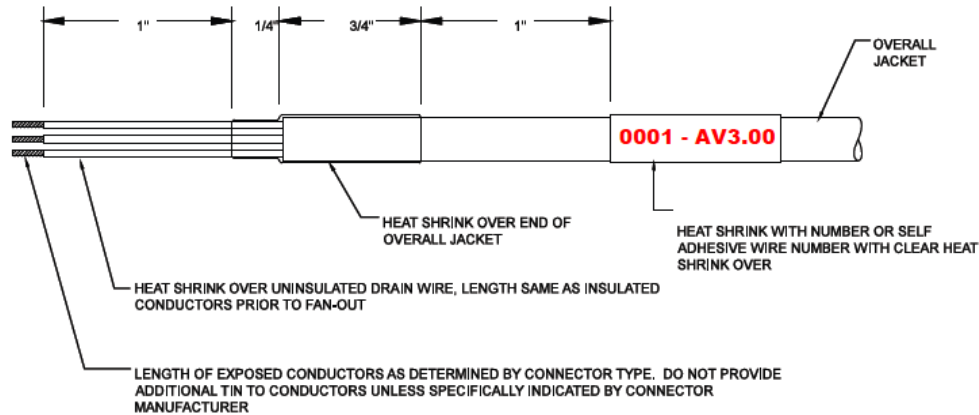 1"
1/4"
3/4"
1"
OVERALL
JACKET
0001 - AV3.00
HEAT SHRINK OVER END OF
OVERALL JACKET
HEAT SHRINK WITH NUMBER OR SELF
ADHESIVE WIRE NUMBER WITH CLEAR HEAT
SHRINK OVER
HEAT SHRINK OVER UNINSULATED DRAIN WIRE, LENGTH SAME AS INSULATED
CONDUCTORS PRIOR TO FAN-OUT
LENGTH OF EXPOSED CONDUCTORS AS DETERMINED BY CONNECTOR TYPE. DO NOT PROVIDE
ADDITIONAL TIN TO CONDUCTORS UNLESS SPECIFICALLY INDICATED BY CONNECTOR
MANUFACTURER